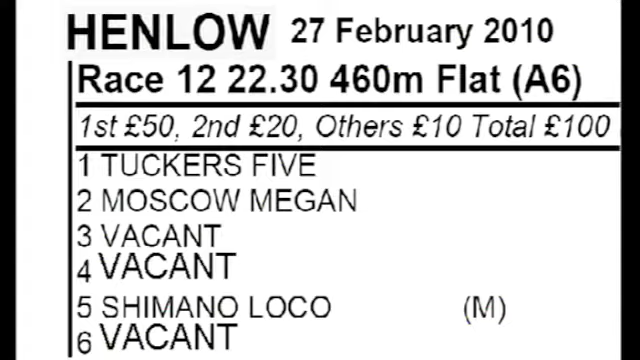 HENLOW 27 February 2010
Race 12 22.30 460m Flat (A6)
1st £50, 2nd £20, Others £10 Total £100
1 TUCKERS FIVE
2 MOSCOW MEGAN
3 VACANT
4 VACANT
5 SHIMANO LOCO (M)
6 VACANT